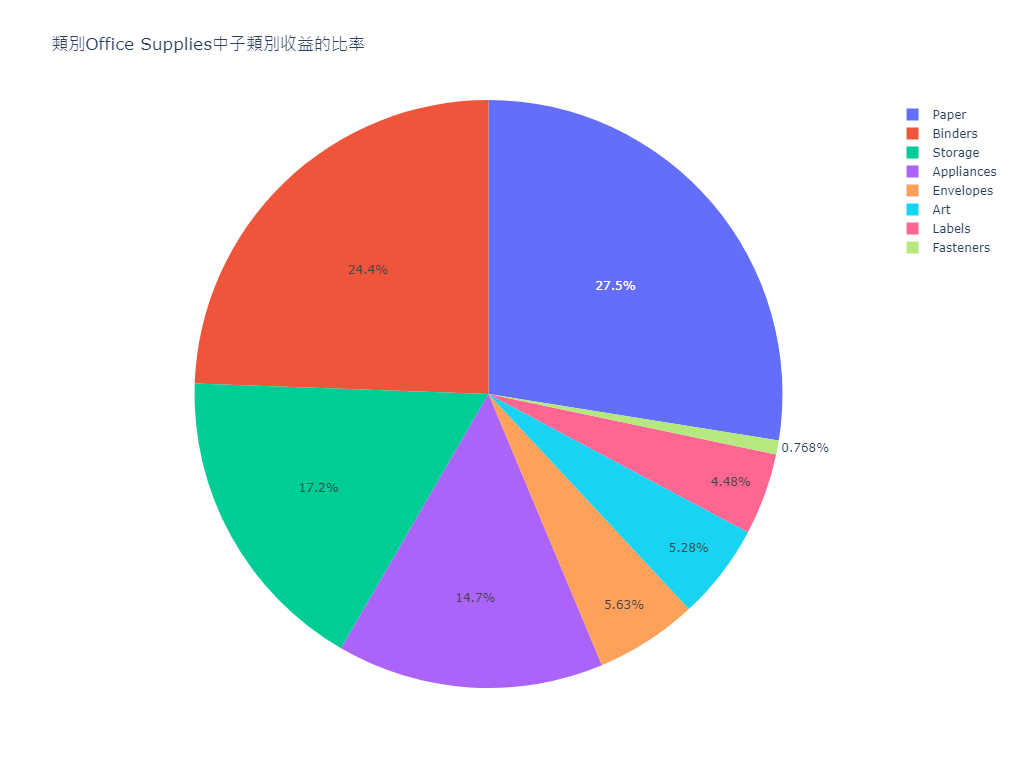 類別Office Supplies中子類別收益的比率
Paper
Binders
Storage
Appliances
Envelopes
Art
Labels
Fasteners
24.4%
27.5%
0.768%
4.48%
17.2%
5.28%
14.7%
5.63%